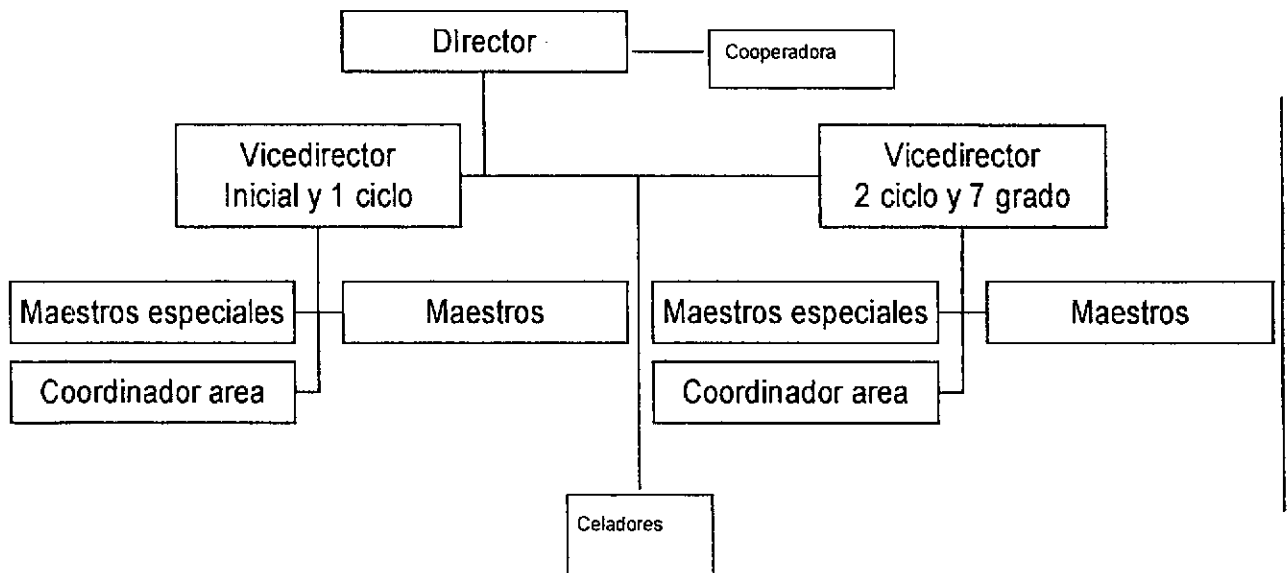 Director
Cooperadora
Vicedirector
Inicial y 1 ciclo
Vicedirector
2 ciclo y 7 grado
Maestros especiales
Maestros
Maestros especiales
Maestros
Coordinador area
Coordinador area
Celadores